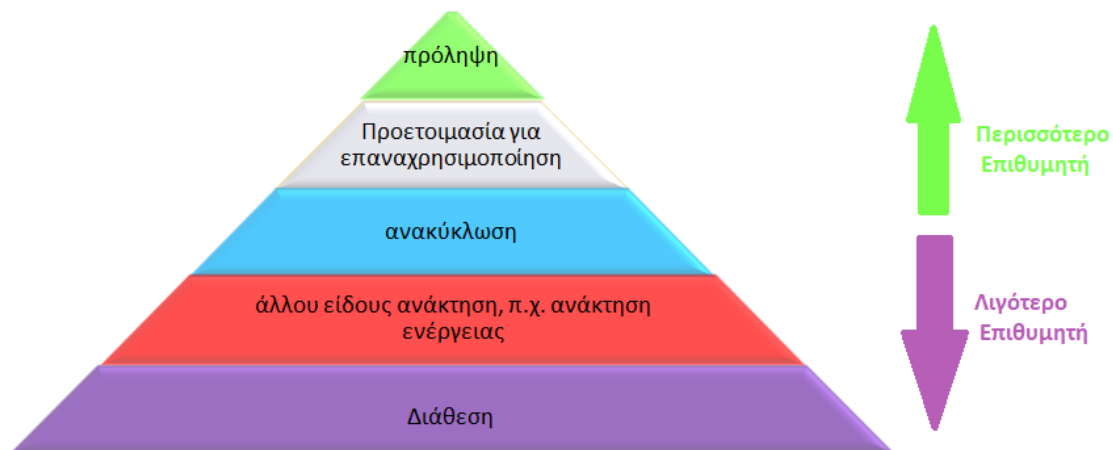 πρόληψη
Προετοιμασία για
επαναχρησιμοποίηση
ανακύκλωση
άλλου είδους ανάκτηση, π.χ. ανάκτηση
ενέργειας
Διάθεση
Περισσότερο
Επιθυμητή
Λιγότερο
Επιθυμητή